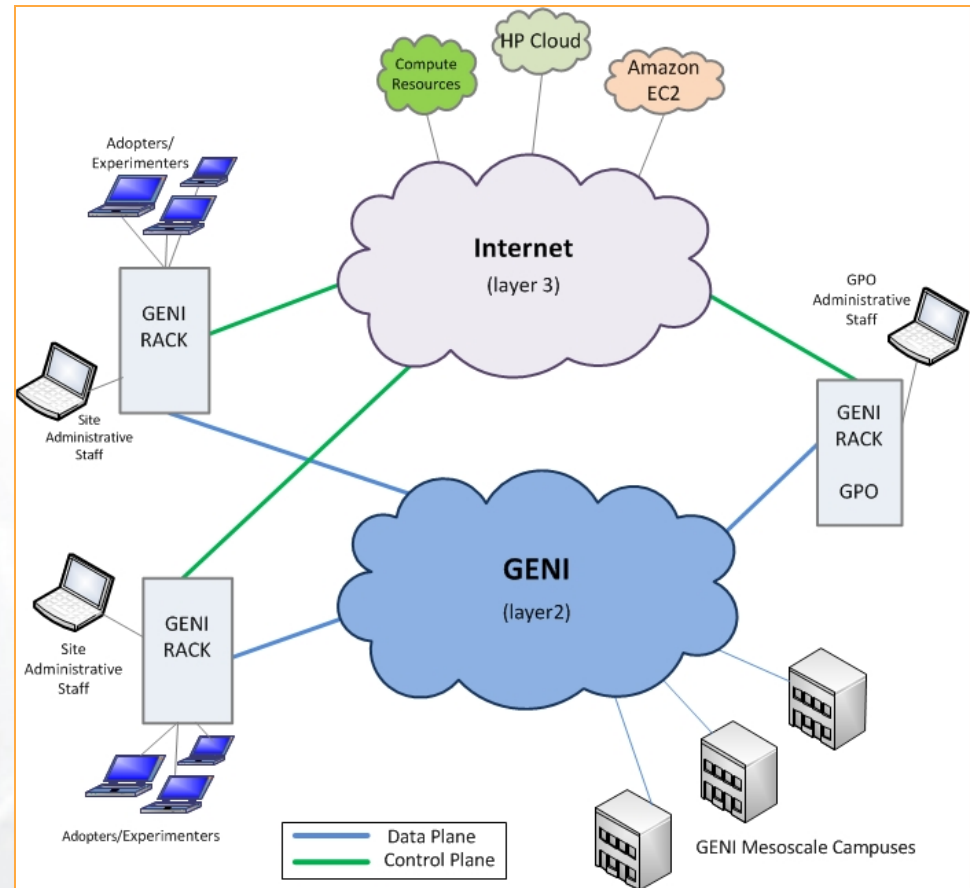 HP Cloud
Compute
Resources
Amazon
EC2
Adopters/
Experimenters
Internet
(layer 3)
GENI
RACK
GPO
Administrative
Staff
Site
Administrative
Staff
GENI
RACK
GPO
GENI
(layer2)
Site
Administrative
Staff
GENI
RACK
Adopters/Experimenters
Data Plane
Control Plane
GENI Mesoscale Campuses